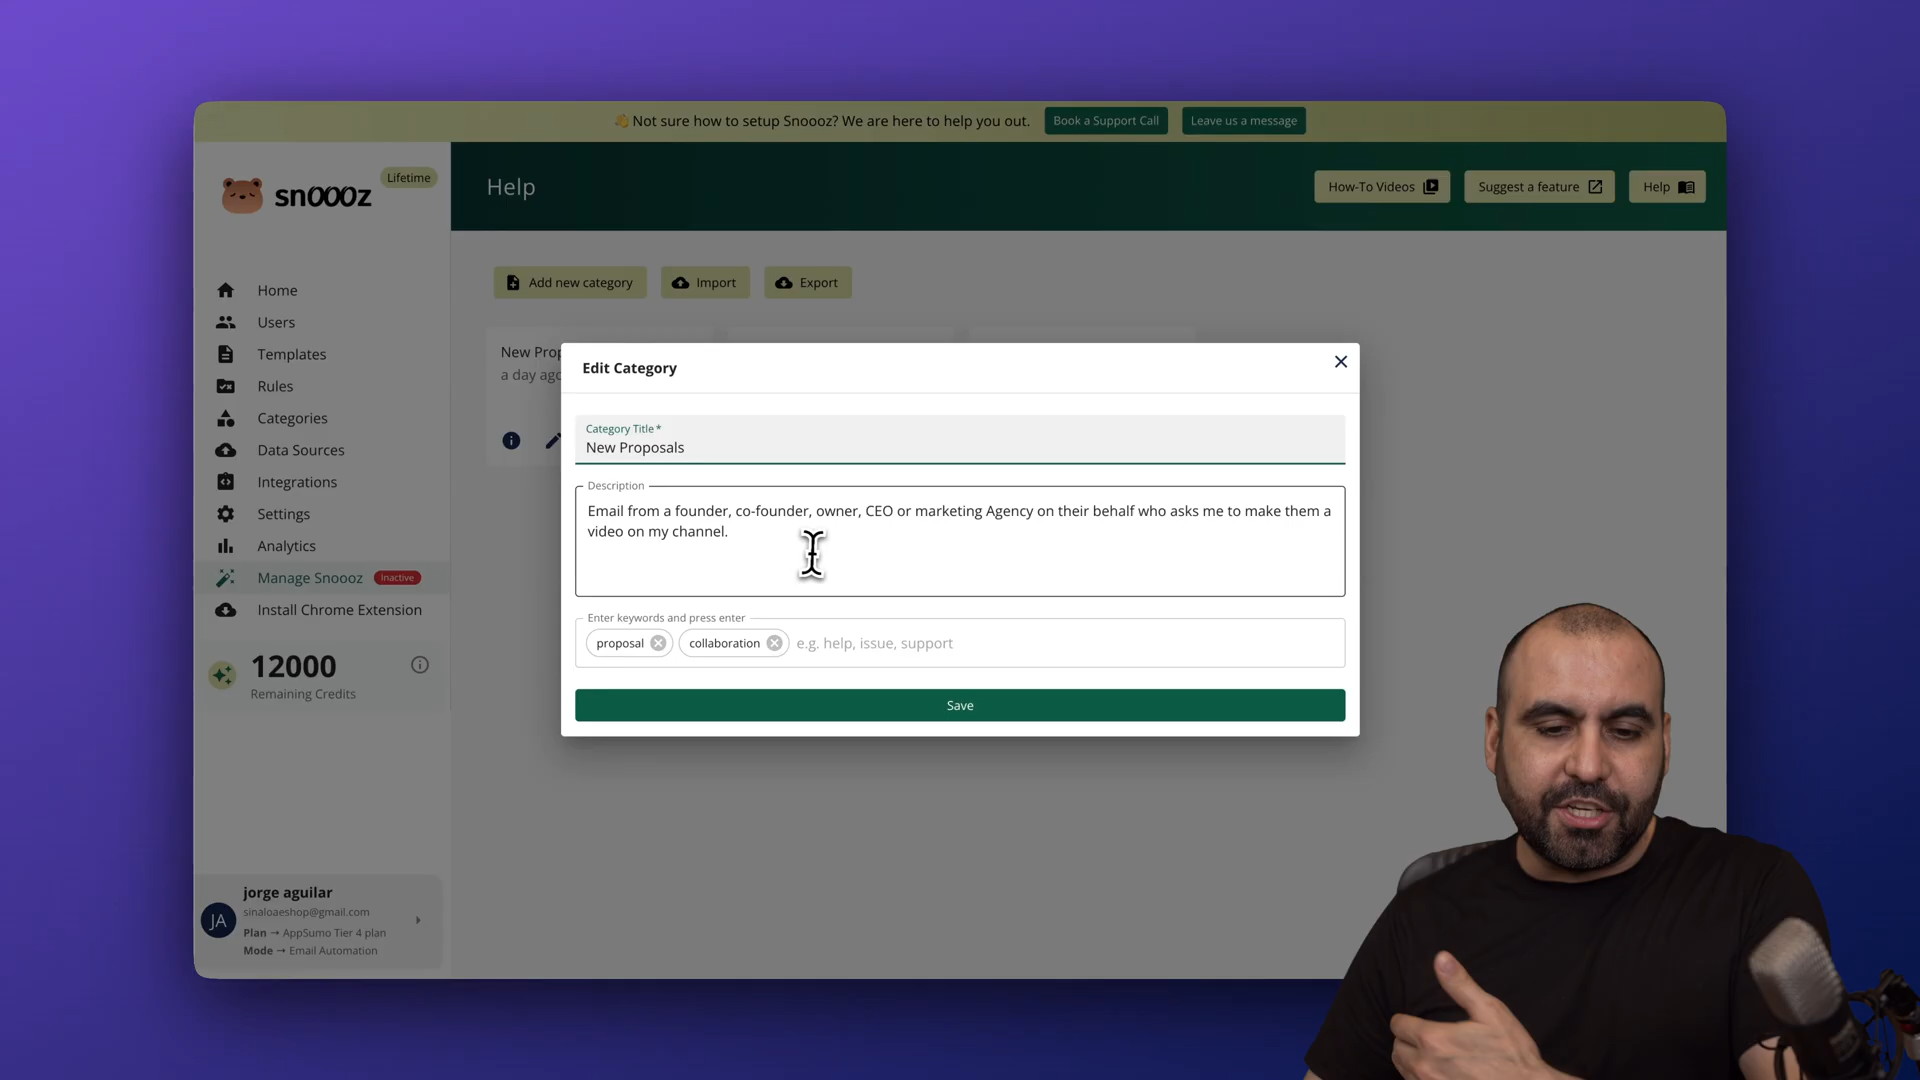 👋 Not sure how to setup Snoooz? We are here to help you out. Book a Support Call Leave us a message
snOOOz Lifetime
Help
How-To Videos Suggest a feature Help
Home
Users
Templates
Rules
Categories
Data Sources
Integrations
Settings
Analytics
Manage Snoooz Inactive
Install Chrome Extension
12000
Remaining Credits
jorge aguilar
JA
sinaloaeshop@gmail.com
Plan → AppSumo Tier 4 plan
Mode → Email Automation
Add new category Import Export
New Prop
a day ago
Edit Category
Category Title *
New Proposals
Description
Email from a founder, co-founder, owner, CEO or marketing Agency on their behalf who asks me to make them a
video on my channel.
Enter keywords and press enter
proposal collaboration e.g. help, issue, support
Save